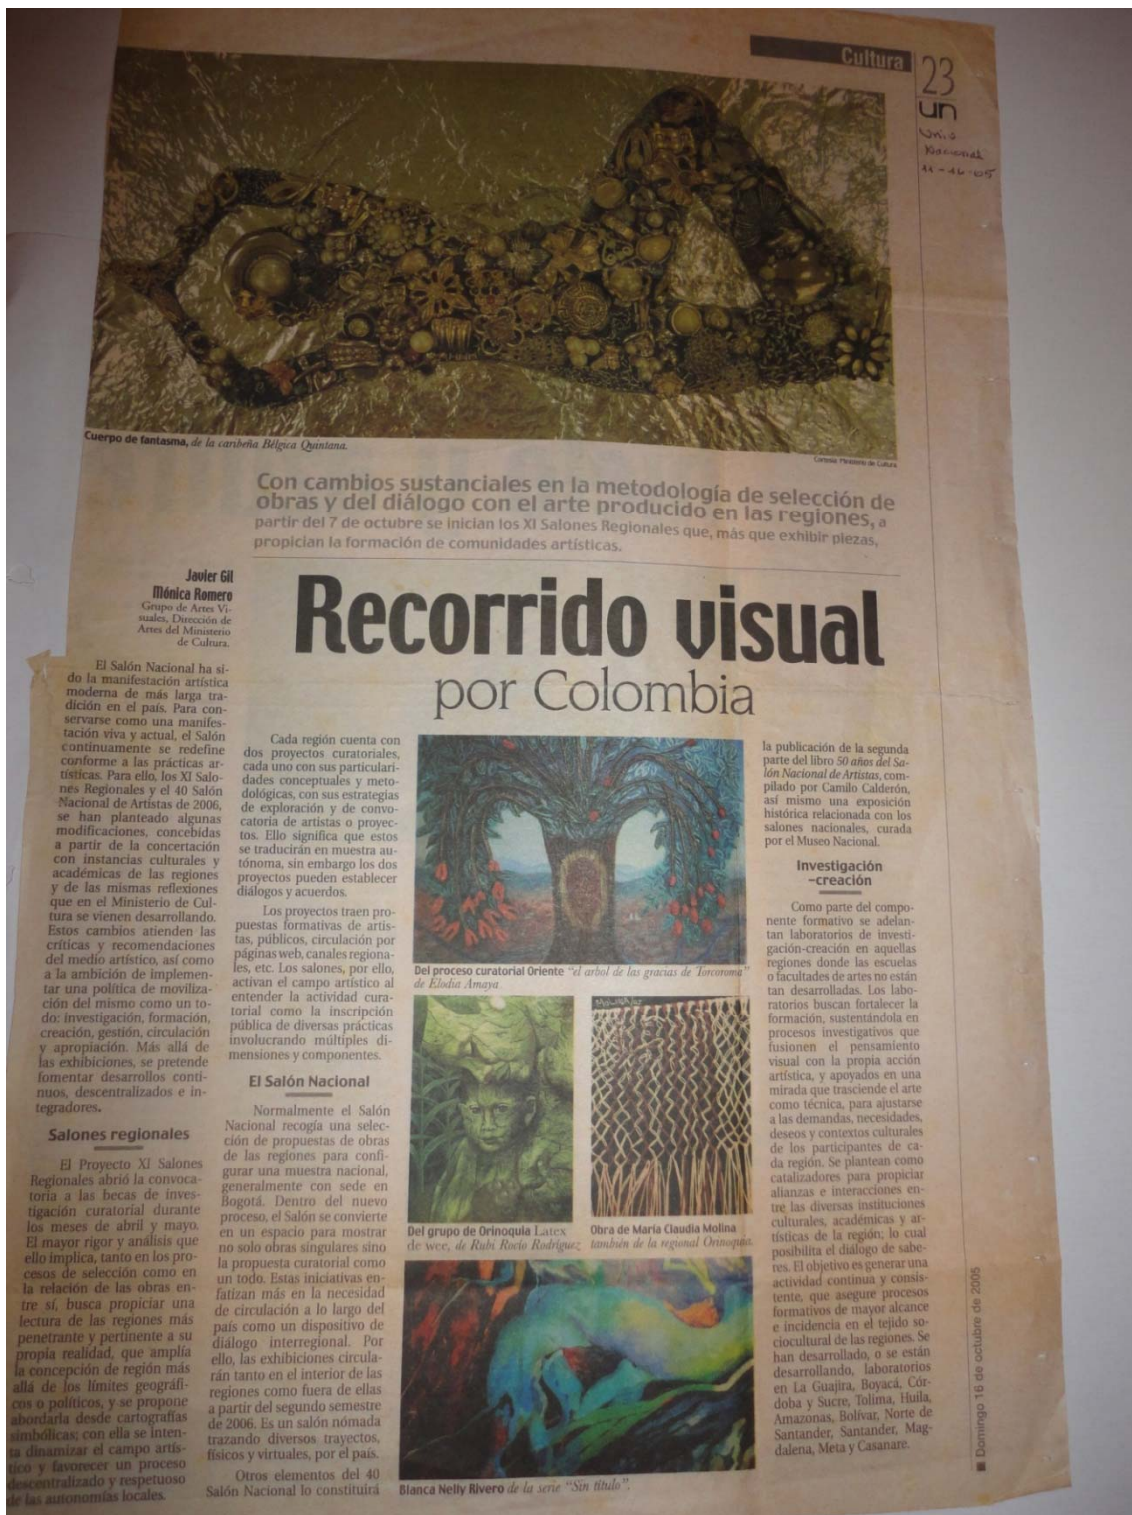 Cultura
23
un
Nacional
Cuerpo de fantasma, de la caribeña Bélgica Quintana.
Cortesía Ministerio de Cultura
Con cambios sustanciales en la metodología de selección de
obras y del diálogo con el arte producido en las regiones, a
partir del 7 de octubre se inician los XI Salones Regionales que, más que exhibir piezas,
propician la formación de comunidades artísticas.
Javier Gil
Mónica Romero
Grupo de Artes Vi-
suales, Dirección de
Artes del Ministerio
de Cultura.
Recorrido visual
por Colombia
El Salón Nacional ha si-
do la manifestación artística
moderna de más larga tra-
dición en el país. Para con-
servarse como una manifes-
tación viva y actual, el Salón
continuamente se redefine
conforme a las prácticas ar-
tísticas. Para ello, los XI Salo-
nes Regionales y el 40 Salón
Nacional de Artistas de 2006,
se han planteado algunas
modificaciones, concebidas
a partir de la concertación
con instancias culturales y
académicas de las regiones
y de las mismas reflexiones
que en el Ministerio de Cul-
tura se vienen desarrollando.
Estos cambios atienden las
críticas y recomendaciones
del medio artístico, así como
a la ambición de implemen-
tar una política de moviliza-
ción del mismo como un to-
do: investigación, formación,
creación, gestión, circulación
y apropiación. Más allá de
las exhibiciones, se pretende
fomentar desarrollos conti-
nuos, descentralizados e in-
tegradores.
Salones regionales
El Proyecto XI Salones
Regionales abrió la convoca-
toria a las becas de inves-
tigación curatorial durante
los meses de abril y mayo.
El mayor rigor y análisis que
ello implica, tanto en los pro-
cesos de selección como en
la relación de las obras en-
tre sí, busca propiciar una
lectura de las regiones más
penetrante y pertinente a su
propia realidad, que amplía
la concepción de región más
allá de los límites geográfi-
cos o políticos, y se propone
abordarla desde cartografías
simbólicas; con ella se inten-
ta dinamizar el campo artís-
tico y favorecer un proceso
descentralizado y respetuoso
de las autonomías locales.
Cada región cuenta con
dos proyectos curatoriales,
cada uno con sus particulari-
dades conceptuales y meto-
dológicas, con sus estrategias
de exploración y de convo-
catoria de artistas o proyec-
tos. Ello significa que estos
se traducirán en muestra au-
tónoma, sin embargo los dos
proyectos pueden establecer
diálogos y acuerdos.
Los proyectos traen pro-
puestas formativas de artis-
tas, públicos, circulación por
páginas web, canales regiona-
les, etc. Los salones, por ello,
activan el campo artístico al
entender la actividad cura-
torial como la inscripción
pública de diversas prácticas
involucrando múltiples di-
mensiones y componentes.
El Salón Nacional
Normalmente el Salón
Nacional recogía una selec-
ción de propuestas de obras
de las regiones para confi-
gurar una muestra nacional,
generalmente con sede en
Bogotá. Dentro del nuevo
proceso, el Salón se convierte
en un espacio para mostrar
no solo obras singulares sino
la propuesta curatorial como
un todo. Estas iniciativas en-
fatizan más en la necesidad
de circulación a lo largo del
país como un dispositivo de
diálogo interregional. Por
ello, las exhibiciones circula-
rán tanto en el interior de las
regiones como fuera de ellas
a partir del segundo semestre
de 2006. Es un salón nómada
trazando diversos trayectos,
físicos y virtuales, por el país.
Otros elementos del 40
Salón Nacional lo constituirá
Del proceso curatorial Oriente "el arbol de las gracias de Torcoroma"
de Elodia Amaya
MOLINA
Del grupo de Orinoquia Latex
de wee, de Rubí Rocío Rodríguez
Obra de María Claudia Molina
también de la regional Orinoquia.
Blanca Nelly Rivero de la serie "Sin título".
la publicación de la segunda
parte del libro 50 años del Sa-
lón Nacional de Artistas, com-
pilado por Camilo Calderón,
así mismo una exposición
histórica relacionada con los
salones nacionales, curada
por el Museo Nacional.
Investigación
-creación
Como parte del compo-
nente formativo se adelan-
tan laboratorios de investi-
gación-creación en aquellas
regiones donde las escuelas
o facultades de artes no están
tan desarrolladas. Los labo-
ratorios buscan fortalecer la
formación, sustentándola en
procesos investigativos que
fusionen el pensamiento
visual con la propia acción
artística, y apoyados en una
mirada que trasciende el arte
como técnica, para ajustarse
a las demandas, necesidades,
deseos y contextos culturales
de los participantes de ca-
da región. Se plantean como
catalizadores para propiciar
alianzas e interacciones en-
tre las diversas instituciones
culturales, académicas y ar-
tísticas de la región; lo cual
posibilita el diálogo de sabe-
res. El objetivo es generar una
actividad continua y consis-
tente, que asegure procesos
formativos de mayor alcance
e incidencia en el tejido so-
ciocultural de las regiones. Se
han desarrollado, o se están
desarrollando, laboratorios
en La Guajira, Boyacá, Cór-
doba y Sucre, Tolima, Huila,
Amazonas, Bolívar, Norte de
Santander, Santander, Mag-
dalena, Meta y Casanare.
Domingo 16 de octubre de 2005